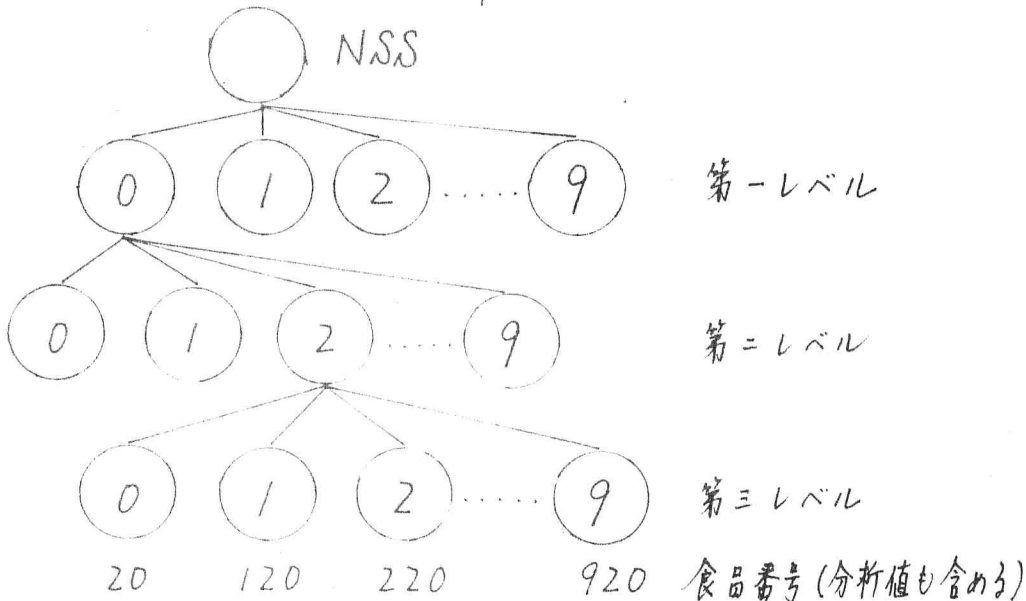 NSS
0 1 2 ...... 9 第一レベル
0 1 2 ..... 9 第二レベル
0 1 2 ...... 9 第三レベル
20 120 220 920 食品番号(分析値も含める)